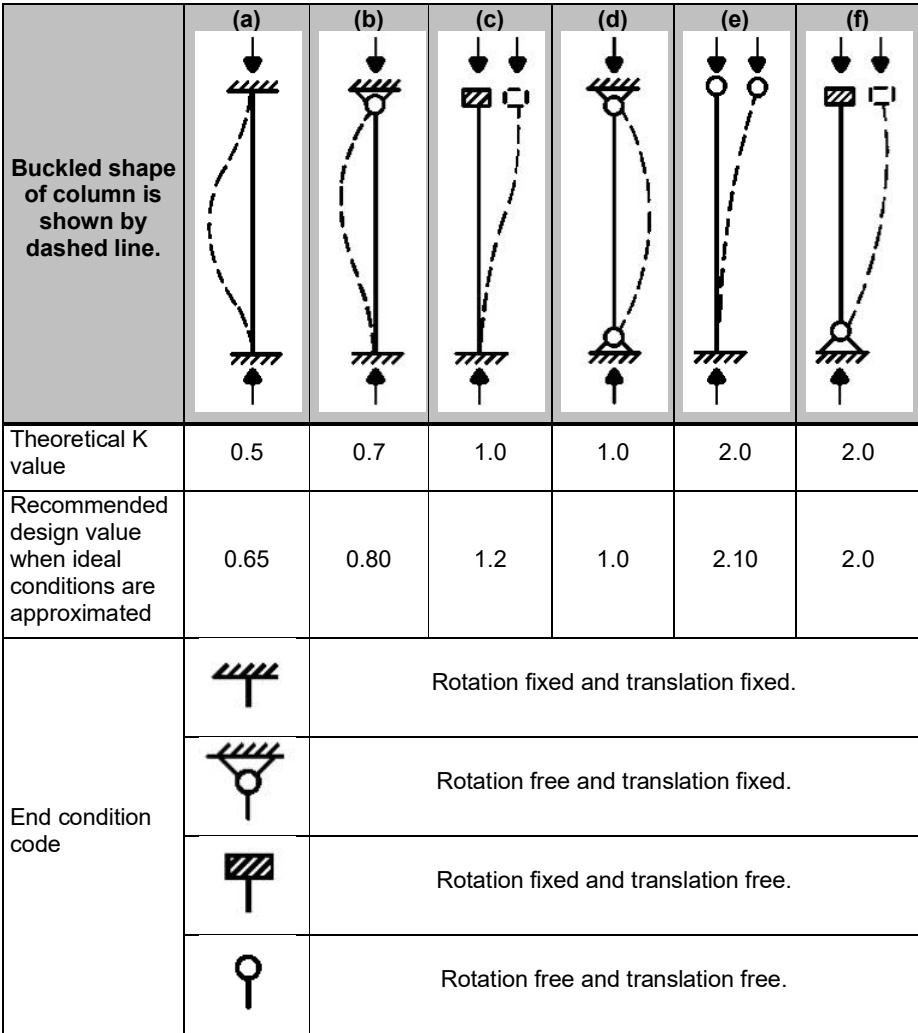 (a) (b) (c) (d) (e) (f)
Buckled shape
of column is
shown by
dashed line.
Theoretical K
value
0.5 0.7 1.0 1.0 2.0 2.0
Recommended
design value
when ideal
conditions are
approximated
0.65 0.80 1.2 1.0 2.10 2.0
End condition
code
Rotation fixed and translation fixed.
Rotation free and translation fixed.
Rotation fixed and translation free.
Rotation free and translation free.